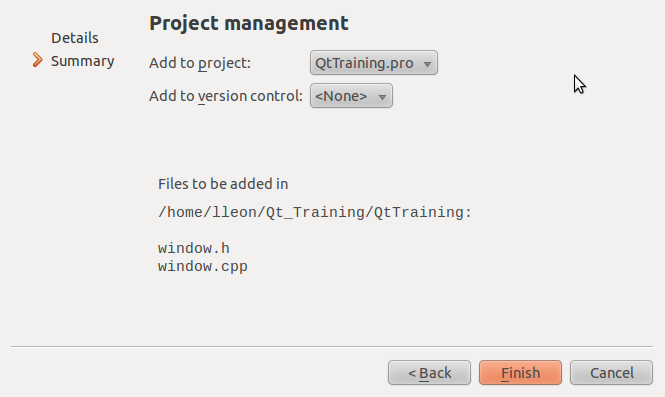 Project management
Details
Summary
Add to project: QtTraining.pro
Add to version control: <None>
Files to be added in
/home/lleon/Qt_Training/QtTraining:
window.h
window.cpp
< Back Finish Cancel